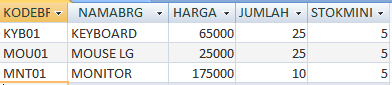 KODEBF NAMABRG HARGA JUMLAH STOKMINI
KYB01 KEYBOARD 65000 25 5
MOU01 MOUSE LG 25000 25 5
MNT01 MONITOR 175000 10 5